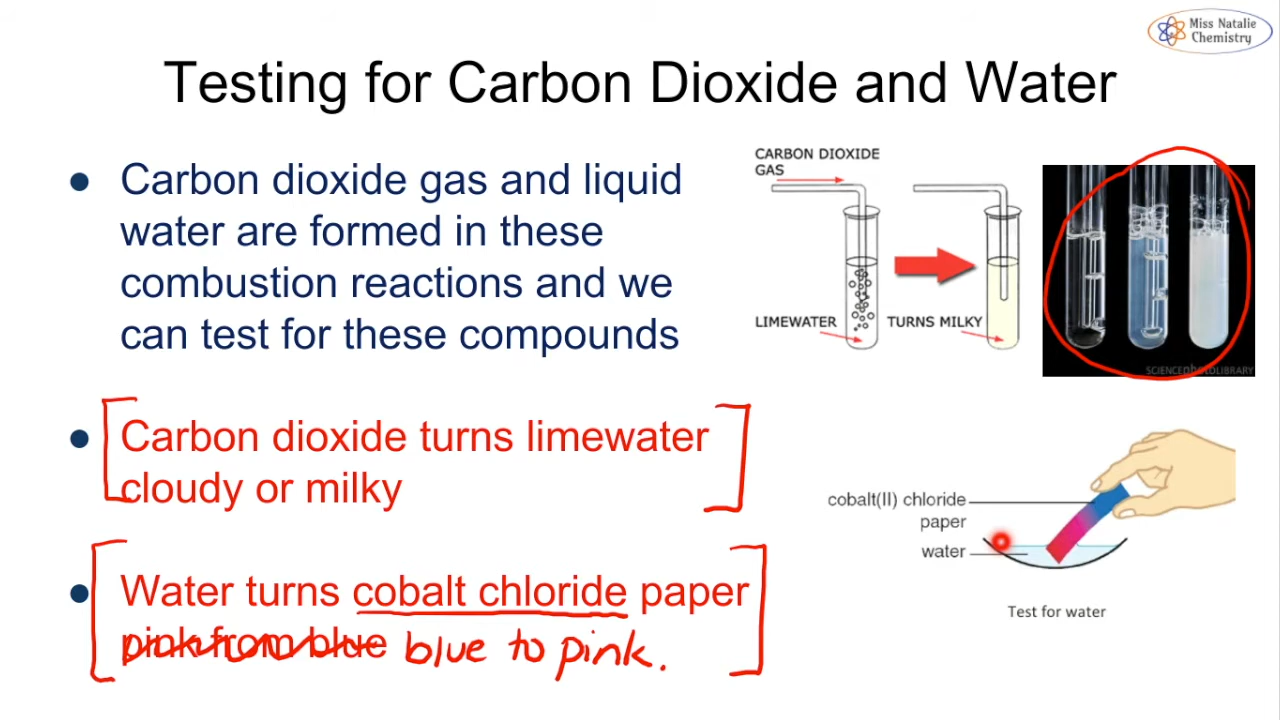 Miss Natalie
Chemistry
Testing for Carbon Dioxide and Water
● Carbon dioxide gas and liquid
water are formed in these
combustion reactions and we
can test for these compounds
● Carbon dioxide turns limewater
cloudy or milky
● Water turns cobalt chloride paper
pink from blue blue to pink.
CARBON DIOXIDE
GAS
LIMEWATER
TURNS MILKY
SCIENCEphotoLIBRARY
cobalt(II) chloride
paper
water
Test for water